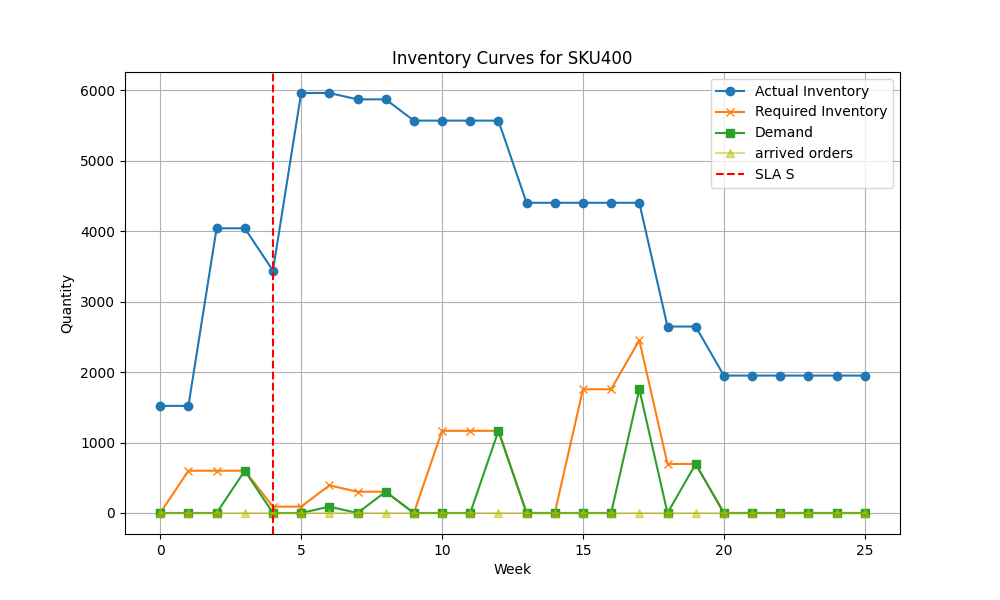 Inventory Curves for SKU400
Actual Inventory
Required Inventory
Demand
arrived orders
SLA S
Quantity
6000
5000
4000
3000
2000
1000
0
0 5 10 15 20 25
Week